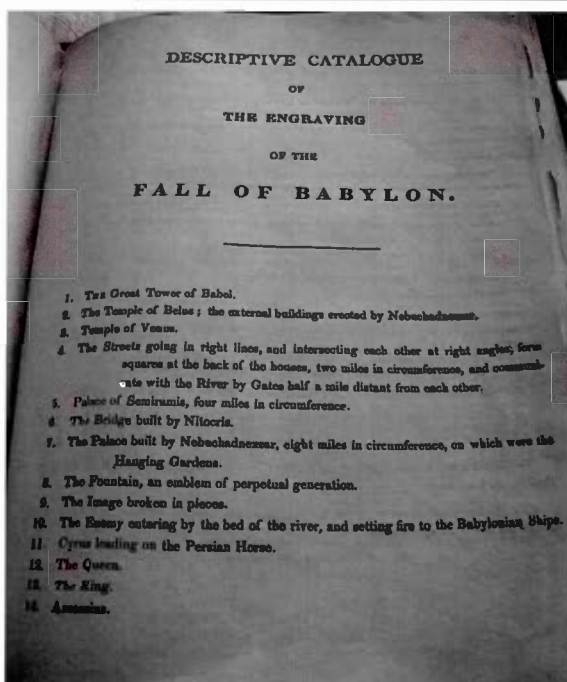 DESCRIPTIVE CATALOGUE
OF
THE ENGRAVING
OF THE
FALL OF BABYLON.
1. The Great Tower of Babel.
2. The Temple of Belus; the external buildings erected by Nebuchadnezzar.
3. Temple of Venus.
4. The Streets going in right lines, and intersecting each other at right angles, form
squares at the back of the houses, two miles in circumference, and communi-
cate with the River by Gates half a mile distant from each other.
5. Palace of Semiramis, four miles in circumference.
6. The Bridge built by Nitocris.
7. The Palace built by Nebuchadnezzar, eight miles in circumference, on which were the
Hanging Gardens.
8. The Fountain, an emblem of perpetual generation.
9. The Image broken in pieces.
10. The Enemy entering by the bed of the river, and setting fire to the Babylonian Ships.
11. Cyrus leading on the Persian Horse.
12. The Queen.
13. The King.
14.